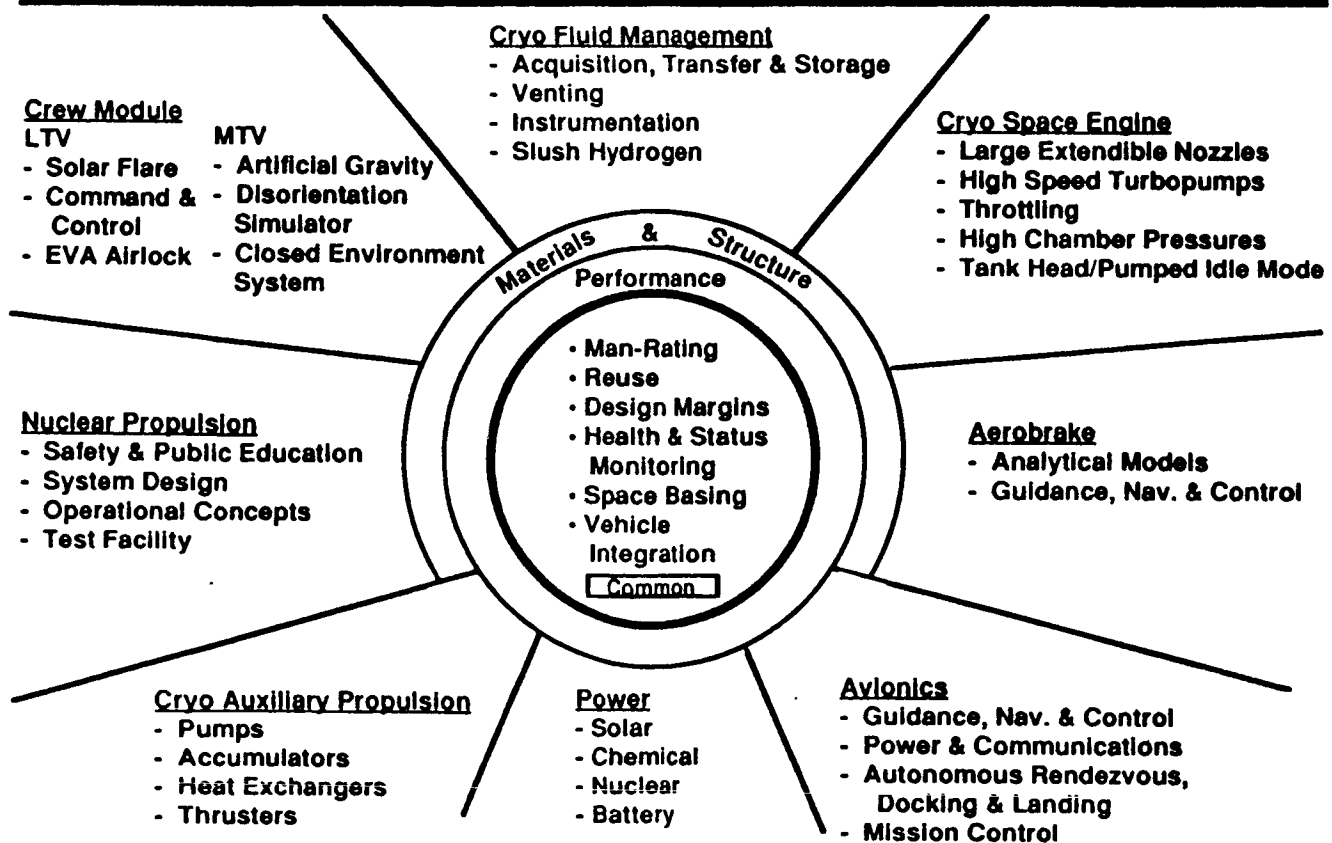 Cryo Fluid Management
- Acquisition, Transfer & Storage
- Venting
- Instrumentation
- Slush Hydrogen
Crew Module
LTV
- Solar Flare
- Command &
Control
- EVA Airlock
MTV
- Artificial Gravity
- Disorientation
Simulator
- Closed Environment
System
Cryo Space Engine
- Large Extendible Nozzles
- High Speed Turbopumps
- Throttling
- High Chamber Pressures
- Tank Head/Pumped Idle Mode
Materials & Structure
Performance
• Man-Rating
• Reuse
• Design Margins
• Health & Status
Monitoring
• Space Basing
• Vehicle
Integration
Common
Nuclear Propulsion
- Safety & Public Education
- System Design
- Operational Concepts
- Test Facility
Aerobrake
- Analytical Models
- Guidance, Nav. & Control
Cryo Auxiliary Propulsion
- Pumps
- Accumulators
- Heat Exchangers
- Thrusters
Power
- Solar
- Chemical
- Nuclear
- Battery
Avionics
- Guidance, Nav. & Control
- Power & Communications
- Autonomous Rendezvous,
Docking & Landing
- Mission Control